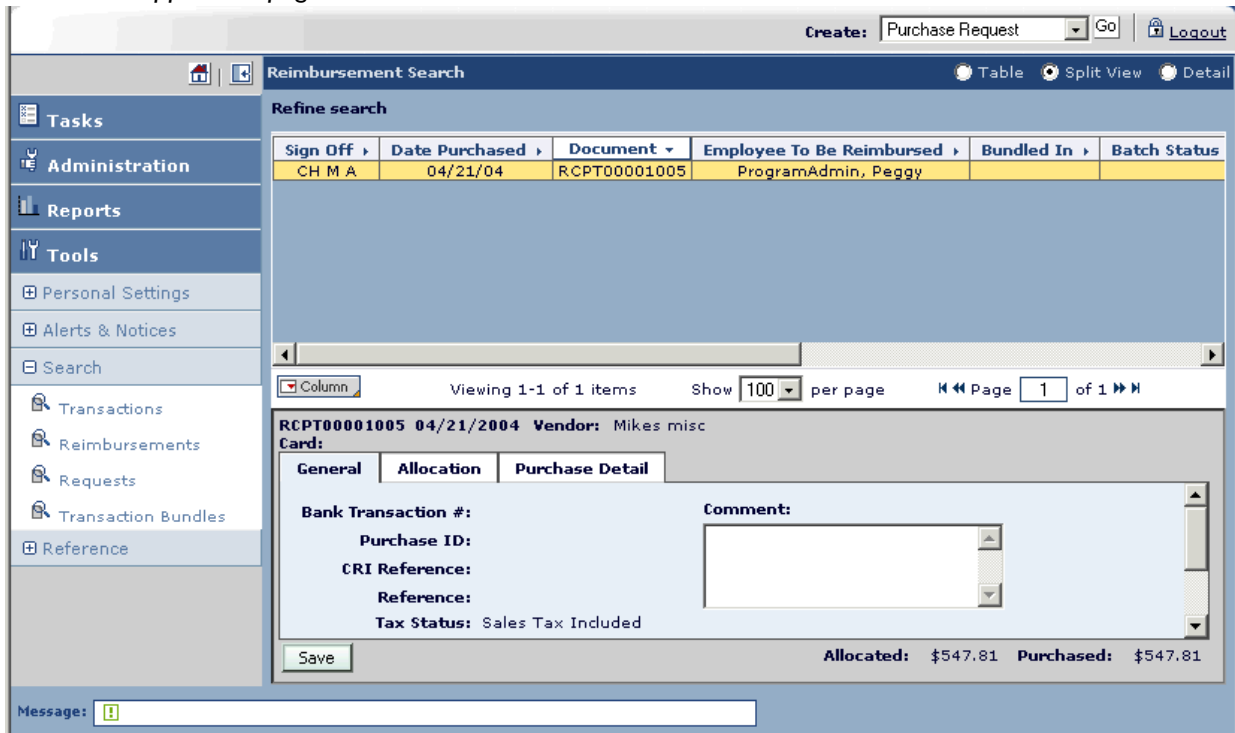 Create: Purchase Request Go Logout
Reimbursement Search Table Split View Detail
Tasks
Administration
Reports
Tools
Personal Settings
Alerts & Notices
Search
Transactions
Reimbursements
Requests
Transaction Bundles
Reference
Refine search
Sign Off Date Purchased Document Employee To Be Reimbursed Bundled In Batch Status
CH M A 04/21/04 RCPT00001005 ProgramAdmin, Peggy
Column Viewing 1-1 of 1 items Show 100 per page Page 1 of 1
RCPT00001005 04/21/2004 Vendor: Mikes misc
Card:
General Allocation Purchase Detail
Bank Transaction #: Comment:
Purchase ID:
CRI Reference:
Reference:
Tax Status: Sales Tax Included
Save Allocated: $547.81 Purchased: $547.81
Message: